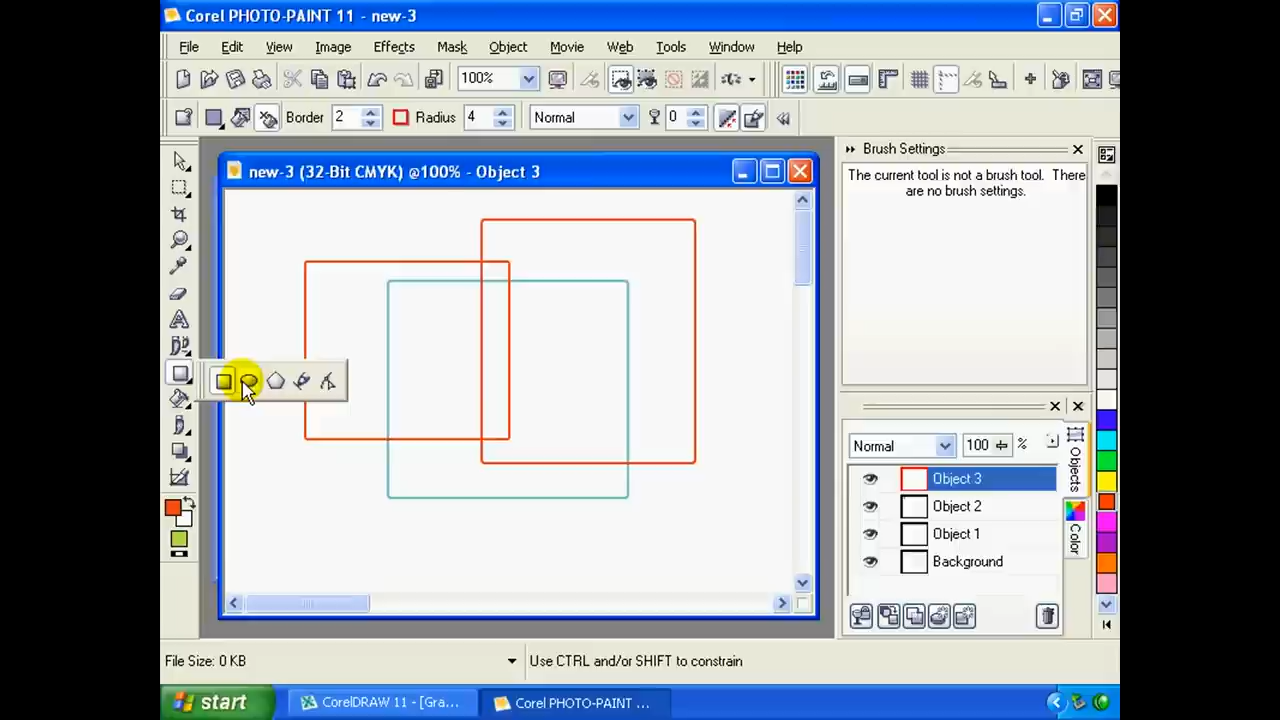 Corel PHOTO-PAINT 11 - new-3
File Edit View Image Effects Mask Object Movie Web Tools Window Help
100%
Border 2 Radius 4 Normal 0
new-3 (32-Bit CMYK) @100% - Object 3
Brush Settings
The current tool is not a brush tool. There
are no brush settings.
Normal 100 %
Objects
Object 3
Object 2
Color
Object 1
Background
File Size: 0 KB
Use CTRL and/or SHIFT to constrain
start
CorelDRAW 11 - [Gra...
Corel PHOTO-PAINT ...